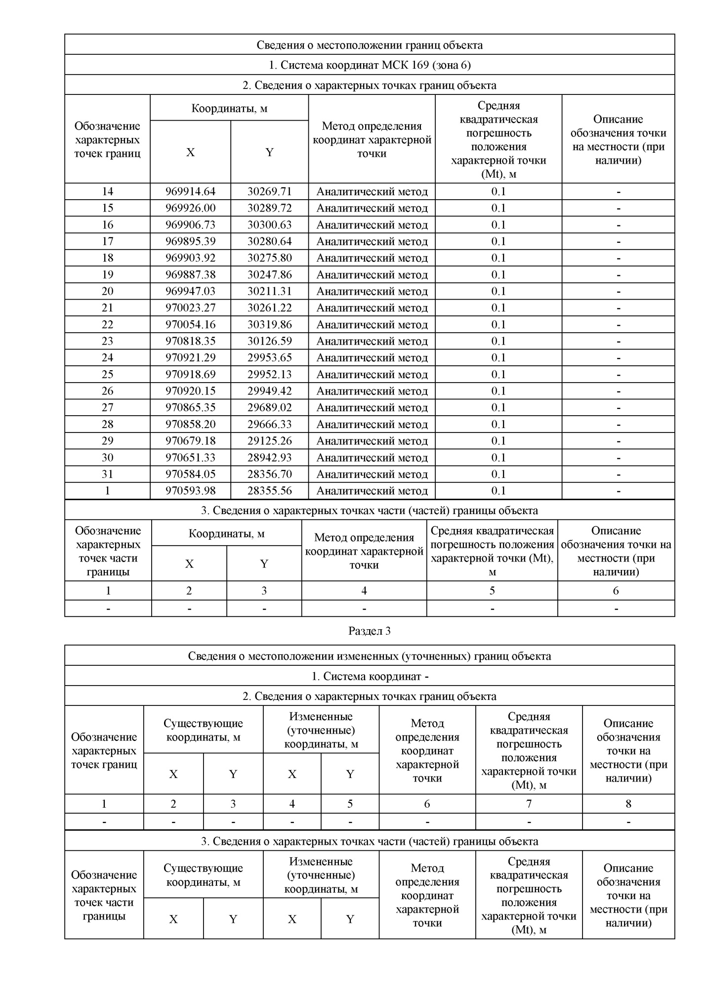 Сведения о местоположении границ объекта
1. Система координат МСК 169 (зона 6)
2. Сведения о характерных точках границ объекта
Обозначение
характерных
точек границ
Координаты, м
X
Y
Метод определения
координат характерной
точки
Средняя
квадратическая
погрешность
положения
характерной точки
(Mt), м
Описание
обозначения точки
на местности (при
наличии)
14 969914.64 30269.71 Аналитический метод 0.1 -
15 969926.00 30289.72 Аналитический метод 0.1 -
16 969906.73 30300.63 Аналитический метод 0.1 -
17 969895.39 30280.64 Аналитический метод 0.1 -
18 969903.92 30275.80 Аналитический метод 0.1 -
19 969887.38 30247.86 Аналитический метод 0.1 -
20 969947.03 30211.31 Аналитический метод 0.1 -
21 970023.27 30261.22 Аналитический метод 0.1 -
22 970054.16 30319.86 Аналитический метод 0.1 -
23 970818.35 30126.59 Аналитический метод 0.1 -
24 970921.29 29953.65 Аналитический метод 0.1 -
25 970918.69 29952.13 Аналитический метод 0.1 -
26 970920.15 29949.42 Аналитический метод 0.1 -
27 970865.35 29689.02 Аналитический метод 0.1 -
28 970858.20 29666.33 Аналитический метод 0.1 -
29 970679.18 29125.26 Аналитический метод 0.1 -
30 970651.33 28942.93 Аналитический метод 0.1 -
31 970584.05 28356.70 Аналитический метод 0.1 -
1 970593.98 28355.56 Аналитический метод 0.1 -
3. Сведения о характерных точках части (частей) границы объекта
Обозначение
характерных
точек части
границы
Координаты, м
X
Y
Метод определения
координат характерной
точки
Средняя квадратическая
погрешность положения
характерной точки (Mt),
м
Описание
обозначения точки на
местности (при
наличии)
1 2 3 4 5 6
- - - - - -
Раздел 3
Сведения о местоположении измененных (уточненных) границ объекта
1. Система координат -
2. Сведения о характерных точках границ объекта
Обозначение
характерных
точек границ
Существующие
координаты, м
X
Y
Измененные
(уточненные)
координаты, м
X
Y
Метод
определения
координат
характерной
точки
Средняя
квадратическая
погрешность
положения
характерной точки
(Mt), м
Описание
обозначения
точки на
местности (при
наличии)
1 2 3 4 5 6 7 8
- - - - - - - -
3. Сведения о характерных точках части (частей) границы объекта
Обозначение
характерных
точек части
границы
Существующие
координаты, м
X
Y
Измененные
(уточненные)
координаты, м
X
Y
Метод
определения
координат
характерной
точки
Средняя
квадратическая
погрешность
положения
характерной точки
(Mt), м
Описание
обозначения
точки на
местности (при
наличии)